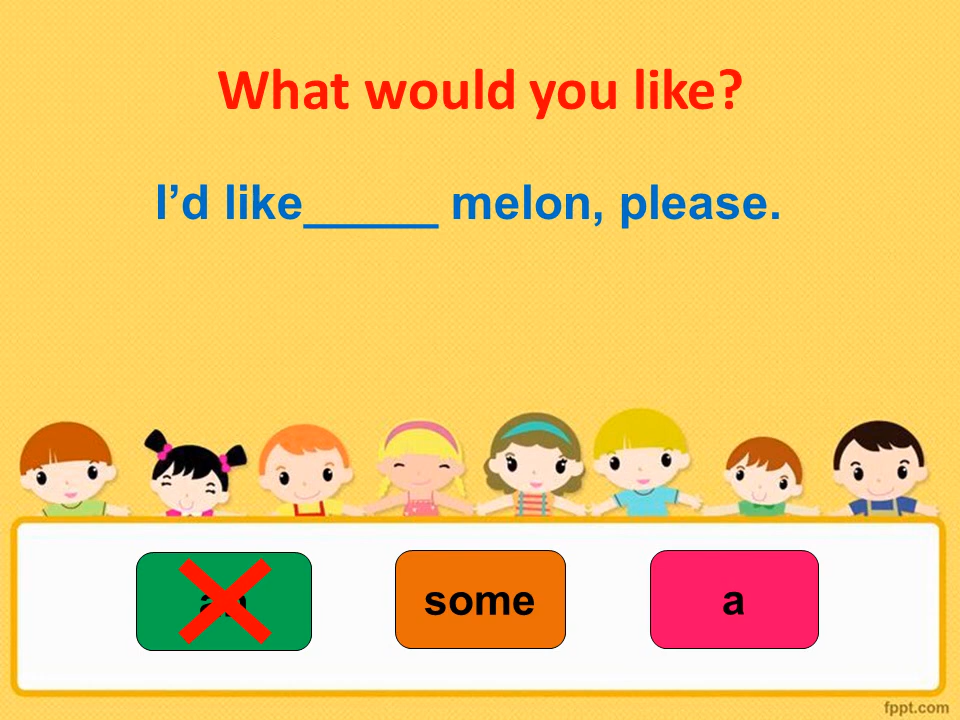 What would you like?
I’d like_____ melon, please.
some
a
fppt.com